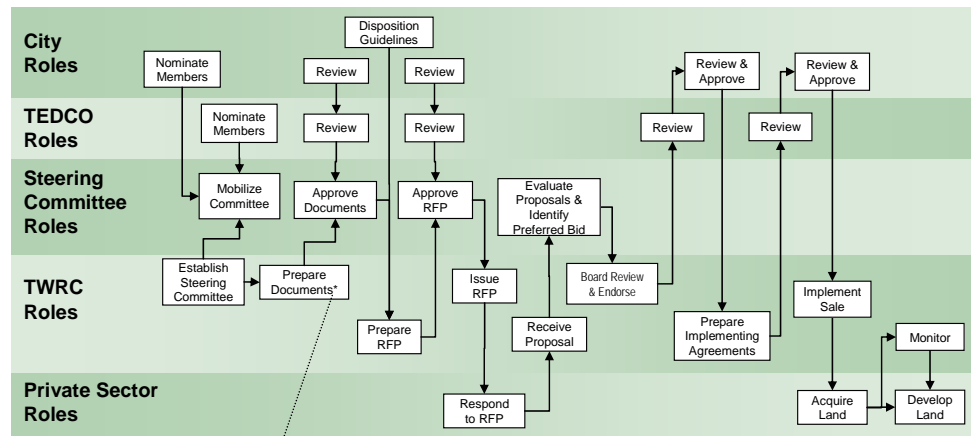 City
Roles
Disposition
Guidelines
Nominate
Members
Review
Review
Review &
Approve
Review &
Approve
TEDCO
Roles
Nominate
Members
Review
Review
Review
Review
Steering
Committee
Roles
Mobilize
Committee
Approve
Documents
Approve
RFP
Evaluate
Proposals &
Identify
Preferred Bid
TWRC
Roles
Establish
Steering
Committee
Prepare
Documents*
Prepare
RFP
Issue
RFP
Receive
Proposal
Board Review
& Endorse
Prepare
Implementing
Agreements
Implement
Sale
Monitor
Private Sector
Roles
Respond
to RFP
Acquire
Land
Develop
Land